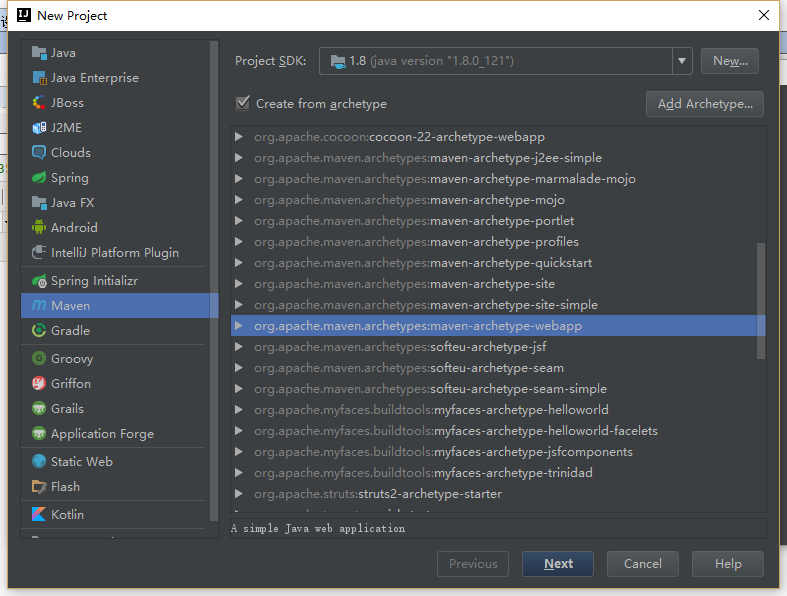 New Project
Java
Java Enterprise
JBoss
J2ME
Clouds
Spring
Java FX
Android
IntelliJ Platform Plugin
Spring Initializr
Maven
Gradle
Groovy
Griffon
Grails
Application Forge
Static Web
Flash
Kotlin
Project SDK: 1.8 (java version "1.8.0_121") New...
Create from archetype Add Archetype...
org.apache.cocoon:cocoon-22-archetype-webapp
org.apache.maven.archetypes:maven-archetype-j2ee-simple
org.apache.maven.archetypes:maven-archetype-marmalade-mojo
org.apache.maven.archetypes:maven-archetype-mojo
org.apache.maven.archetypes:maven-archetype-portlet
org.apache.maven.archetypes:maven-archetype-profiles
org.apache.maven.archetypes:maven-archetype-quickstart
org.apache.maven.archetypes:maven-archetype-site
org.apache.maven.archetypes:maven-archetype-site-simple
org.apache.maven.archetypes:maven-archetype-webapp
org.apache.maven.archetypes:softeu-archetype-jsf
org.apache.maven.archetypes:softeu-archetype-seam
org.apache.maven.archetypes:softeu-archetype-seam-simple
org.apache.myfaces.buildtools:myfaces-archetype-helloworld
org.apache.myfaces.buildtools:myfaces-archetype-helloworld-facelets
org.apache.myfaces.buildtools:myfaces-archetype-jsfcomponents
org.apache.myfaces.buildtools:myfaces-archetype-trinidad
org.apache.struts:struts2-archetype-starter
A simple Java web application
Previous Next Cancel Help